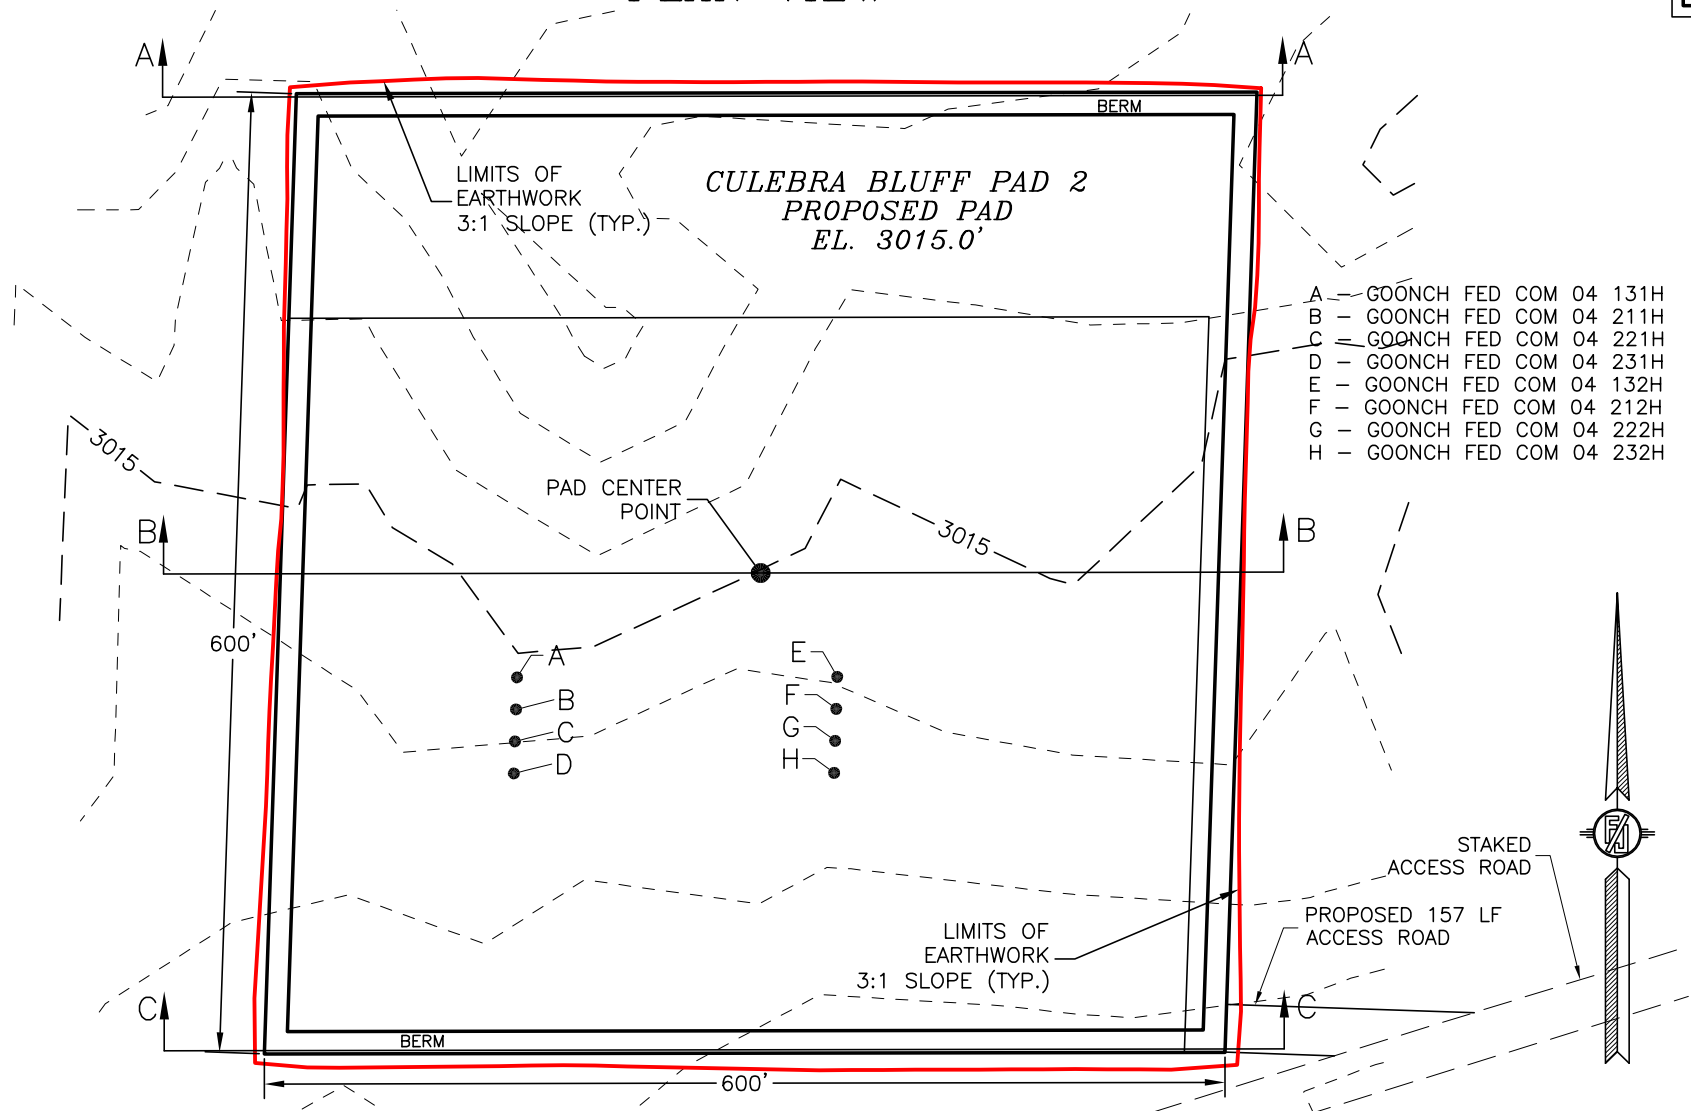 A
A
BERM
LIMITS OF
EARTHWORK
3:1 SLOPE (TYP.)
CULEBRA BLUFF PAD 2
PROPOSED PAD
EL. 3015.0'
A – GOONCH FED COM 04 131H
B – GOONCH FED COM 04 211H
C – GOONCH FED COM 04 221H
D – GOONCH FED COM 04 231H
E – GOONCH FED COM 04 132H
F – GOONCH FED COM 04 212H
G – GOONCH FED COM 04 222H
H – GOONCH FED COM 04 232H
3015
PAD CENTER
POINT
3015
B
B
600'
A
B
C
D
E
F
G
H
STAKED
ACCESS ROAD
PROPOSED 157 LF
ACCESS ROAD
LIMITS OF
EARTHWORK
3:1 SLOPE (TYP.)
C
C
BERM
600'